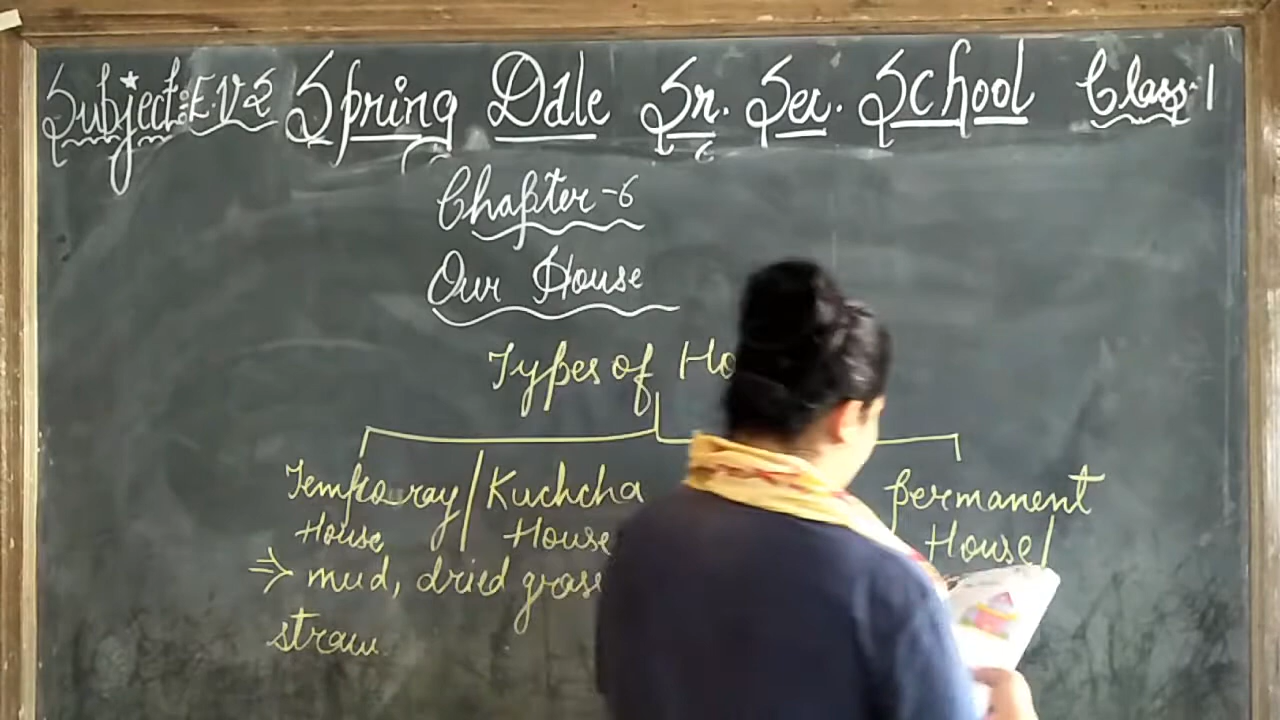 Subject:E.V.S Spring Dale Sr. Sec. School Class-1
Chapter-6
Our House
Types of Ho
Temporay/Kuchcha permanent
House House House/
⇒ mud, dried grass
straw